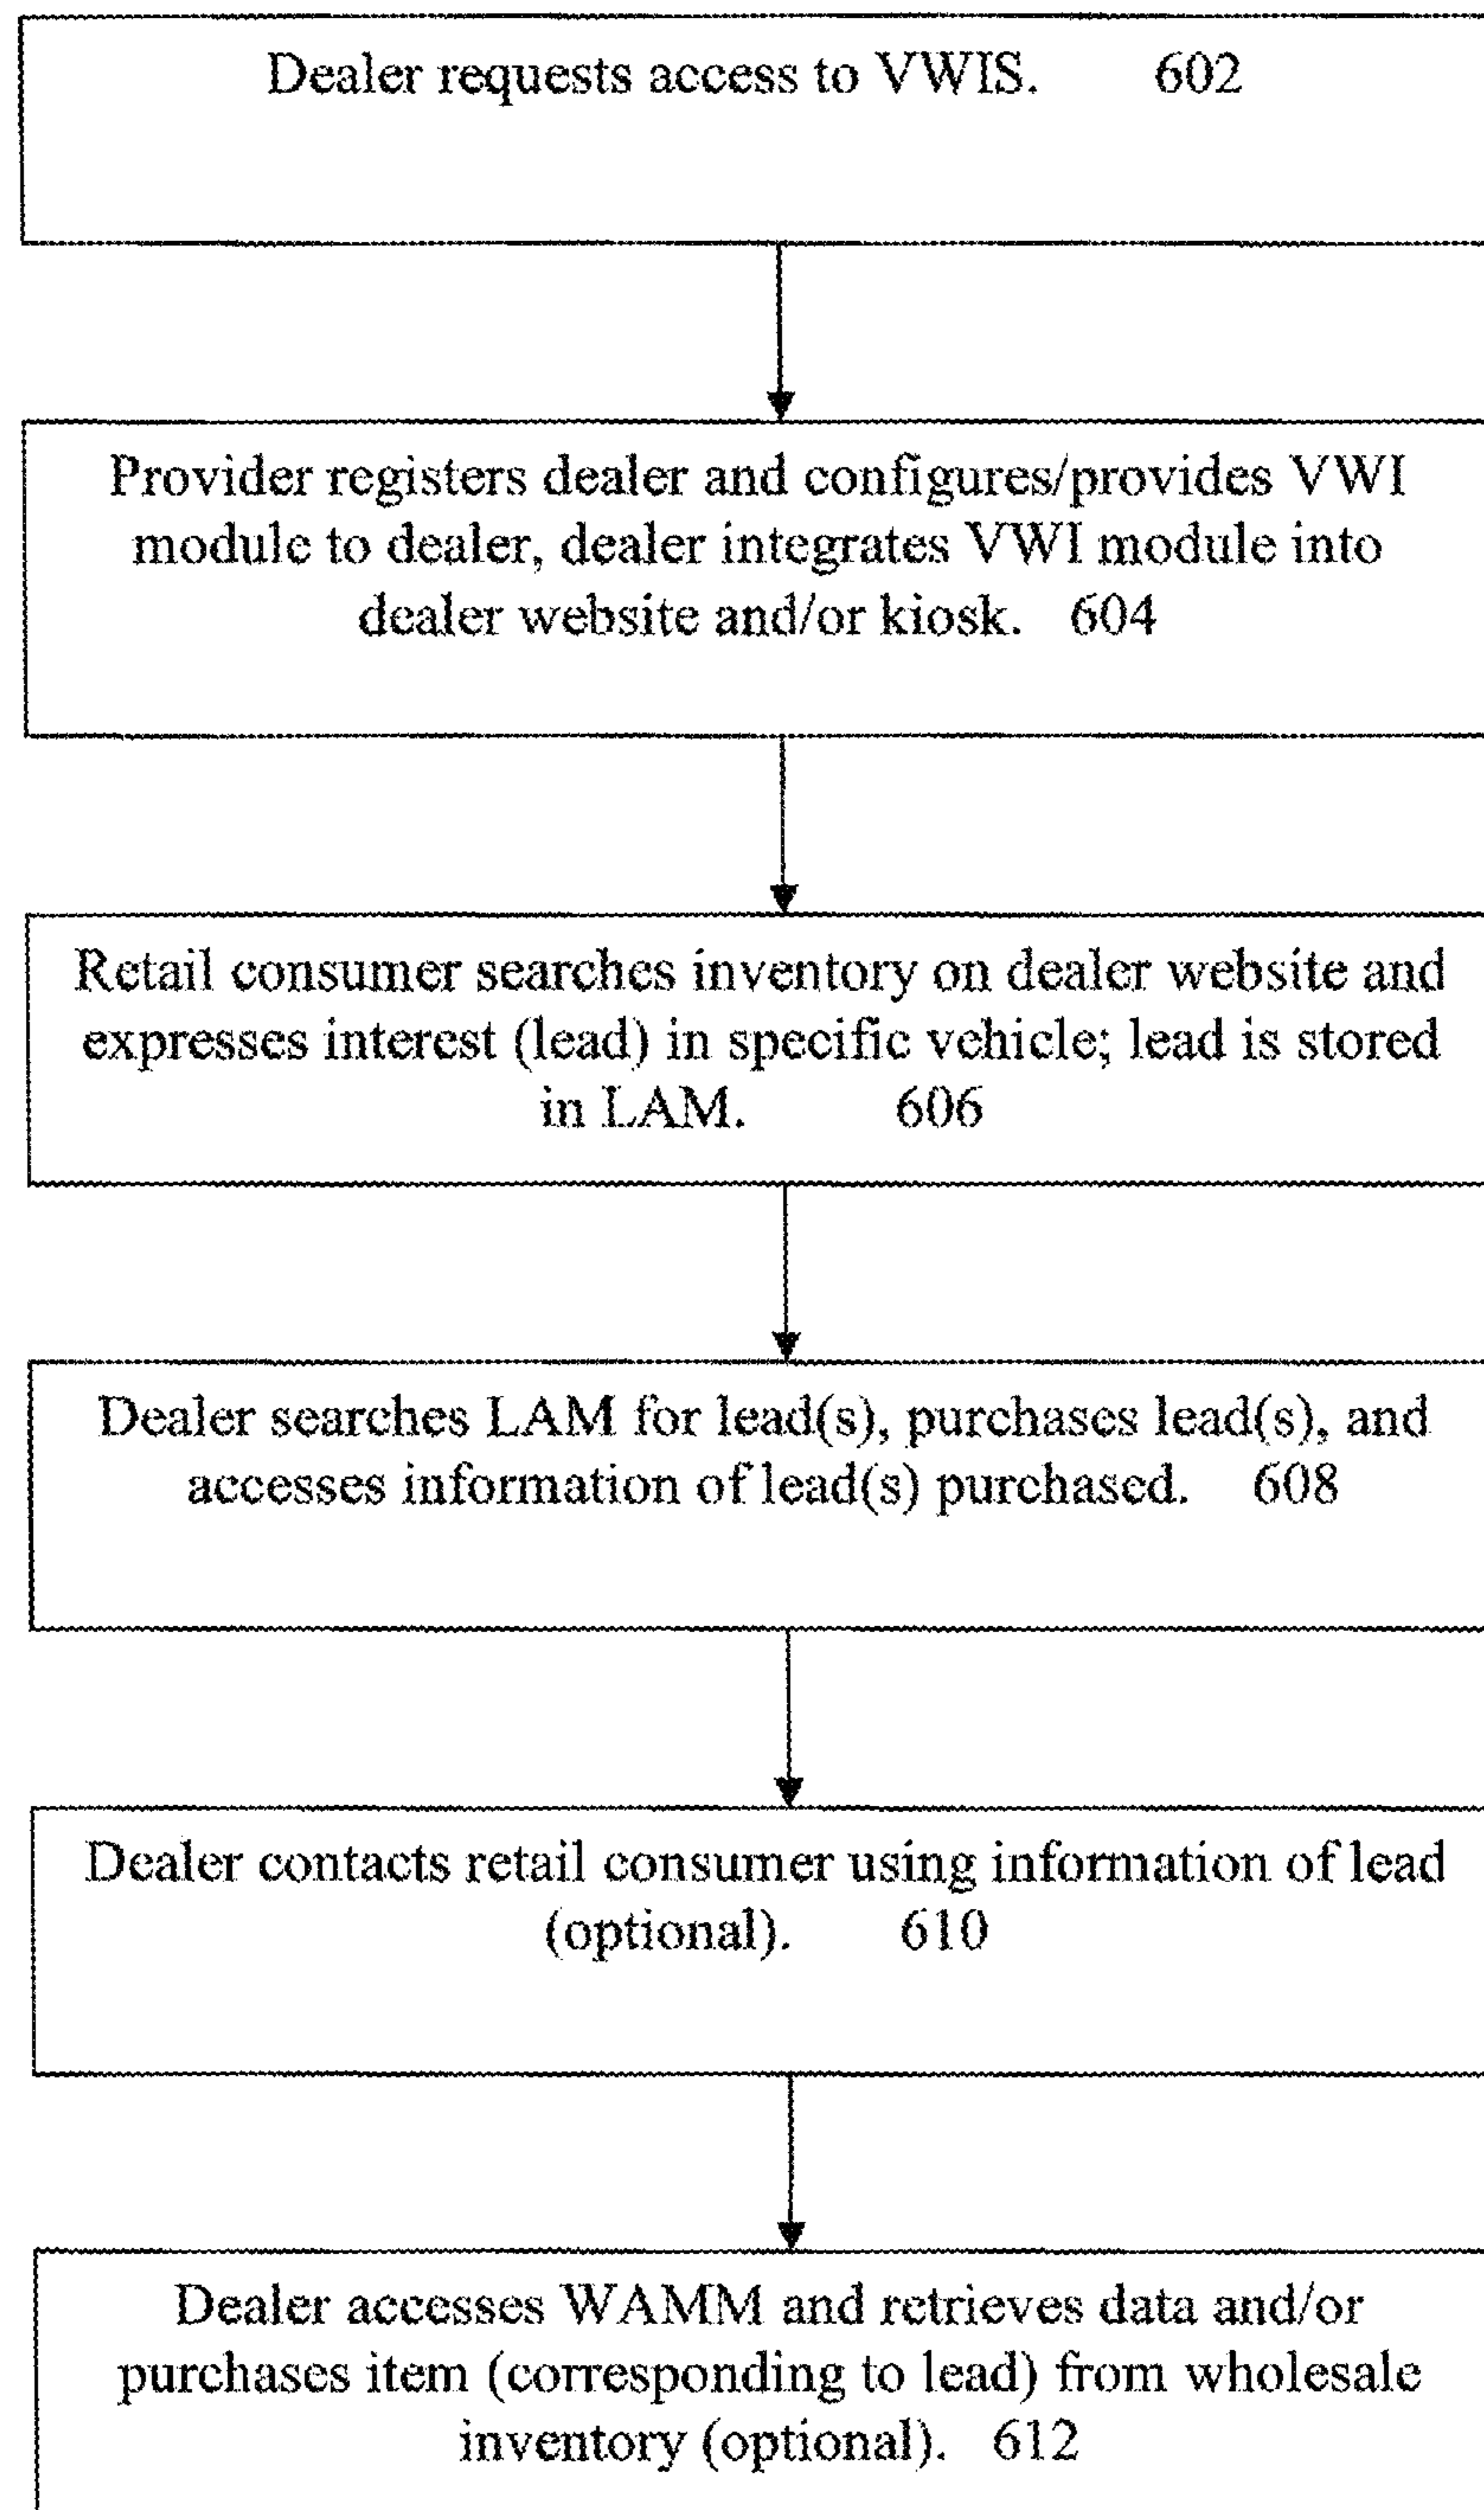 Dealer requests access to VWIS. 602
Provider registers dealer and configures/provides VWI
module to dealer, dealer integrates VWI module into
dealer website and/or kiosk. 604
Retail consumer searches inventory on dealer website and
expresses interest (lead) in specific vehicle; lead is stored
in LAM. 606
Dealer searches LAM for lead(s), purchases lead(s), and
accesses information of lead(s) purchased. 608
Dealer contacts retail consumer using information of lead
(optional). 610
Dealer accesses WAMM and retrieves data and/or
purchases item (corresponding to lead) from wholesale
inventory (optional). 612